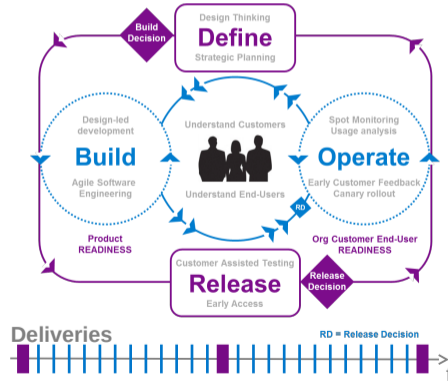 Design Thinking
Build
Decision
Define
Strategic Planning
Design-led
development
Build
Agile Software
Engineering
Understand Customers
Understand End-Users
Spot Monitoring
Usage analysis
Operate
Early Customer Feedback
Canary rollout
RD
Product
READINESS
Org Customer End-User
READINESS
Customer Assisted Testing
Release
Early Access
Release
Decision
Deliveries
RD = Release Decision